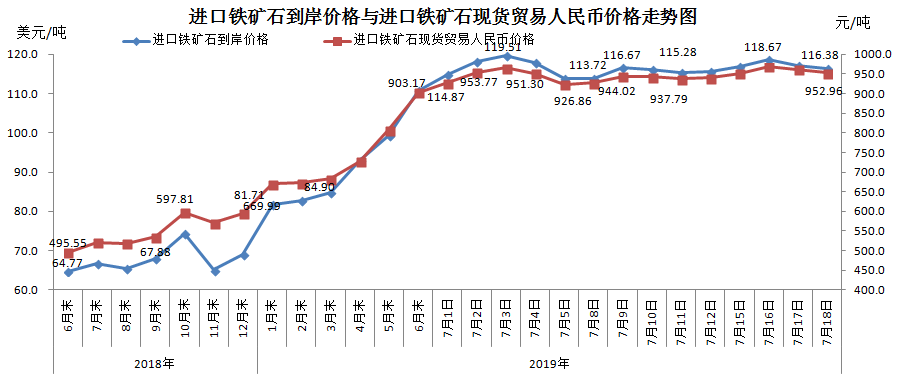 进口铁矿石到岸价格与进口铁矿石现货贸易人民币价格走势图
美元/吨
元/吨
进口铁矿石到岸价格
进口铁矿石现货贸易人民币价格
120.0
110.0
100.0
90.0
80.0
70.0
60.0
1000.0
950.0
900.0
850.0
800.0
750.0
700.0
650.0
600.0
550.0
500.0
450.0
400.0
495.55
64.77
67.88
597.81
81.71
669.99
84.90
903.17
114.87
953.77
119.51
951.30
113.72
926.86
116.67
944.02
115.28
937.79
118.67
116.38
952.96
6月末
7月末
8月末
9月末
10月末
11月末
12月末
1月末
2月末
3月末
4月末
5月末
6月末
7月1日
7月2日
7月3日
7月4日
7月5日
7月8日
7月9日
7月10日
7月11日
7月12日
7月15日
7月16日
7月17日
7月18日
2018年
2019年